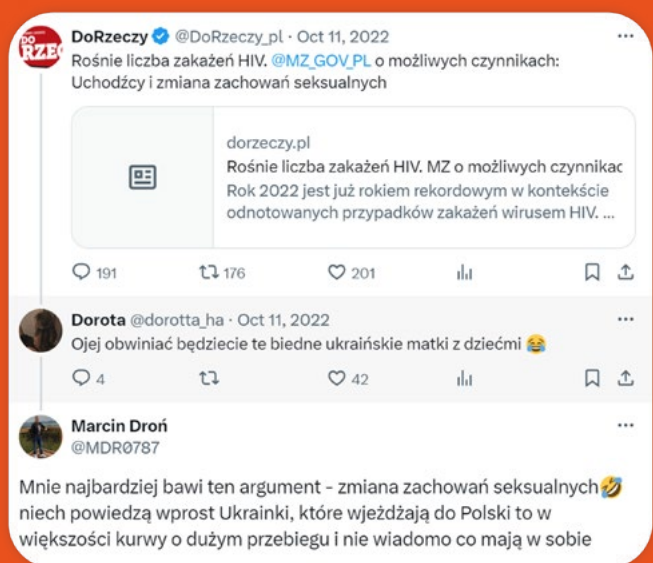 DO RZECZY
DoRzeczy @DoRzeczy_pl · Oct 11, 2022
Rośnie liczba zakażeń HIV. @MZ_GOV_PL o możliwych czynnikach:
Uchodźcy i zmiana zachowań seksualnych
dorzeczy.pl
Rośnie liczba zakażeń HIV. MZ o możliwych czynnikac
Rok 2022 jest już rokiem rekordowym w kontekście
odnotowanych przypadków zakażeń wirusem HIV. ...
191 176 201
Dorota @dorotta_ha · Oct 11, 2022
Ojej obwiniać będziecie te biedne ukraińskie matki z dziećmi 😂
4 42
Marcin Droń
@MDR0787
Mnie najbardziej bawi ten argument - zmiana zachowań seksualnych🤣
niech powiedzą wprost Ukrainki, które wjeżdżają do Polski to w
większości kurwy o dużym przebiegu i nie wiadomo co mają w sobie